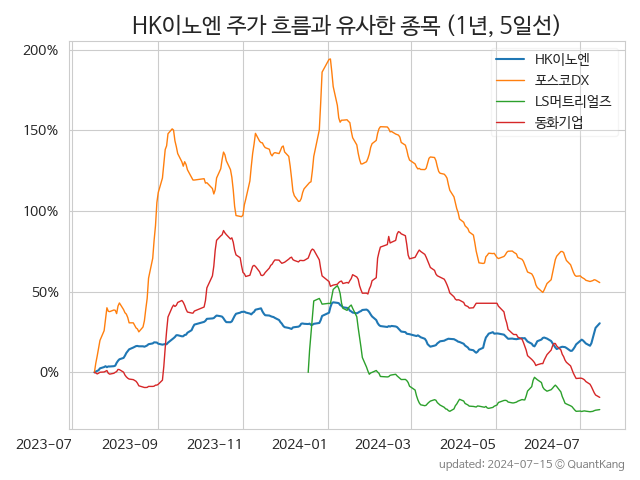 HK이노엔 주가 흐름과 유사한 종목 (1년, 5일선)
200%
150%
100%
50%
0%
HK이노엔
포스코DX
LS머트리얼즈
동화기업
2023-07 2023-09 2023-11 2024-01 2024-03 2024-05 2024-07
updated: 2024-07-15 © QuantKang